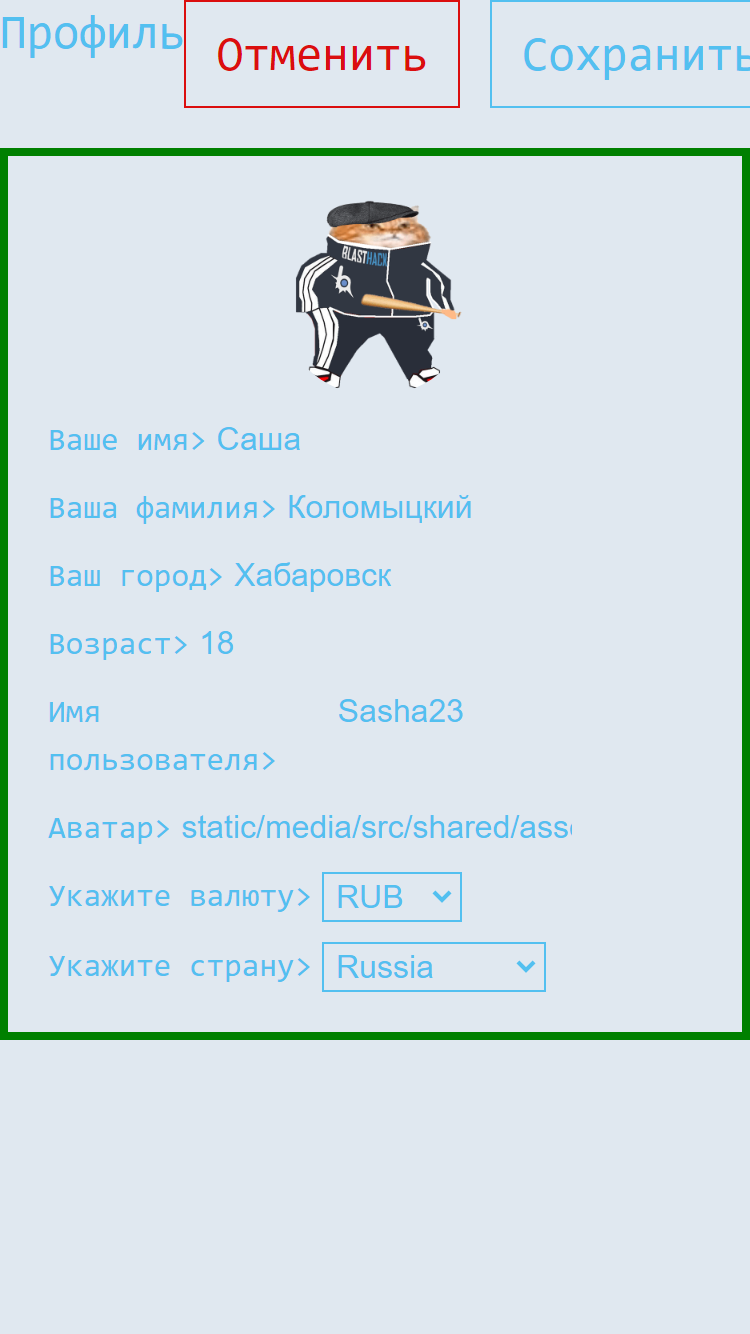 Профиль Отменить Сохранить
BLASTHACK
Ваше имя> Саша
Ваша фамилия> Коломыцкий
Ваш город> Хабаровск
Возраст> 18
Имя Sasha23
пользователя>
Аватар> static/media/src/shared/ass
Укажите валюту> RUB
Укажите страну> Russia